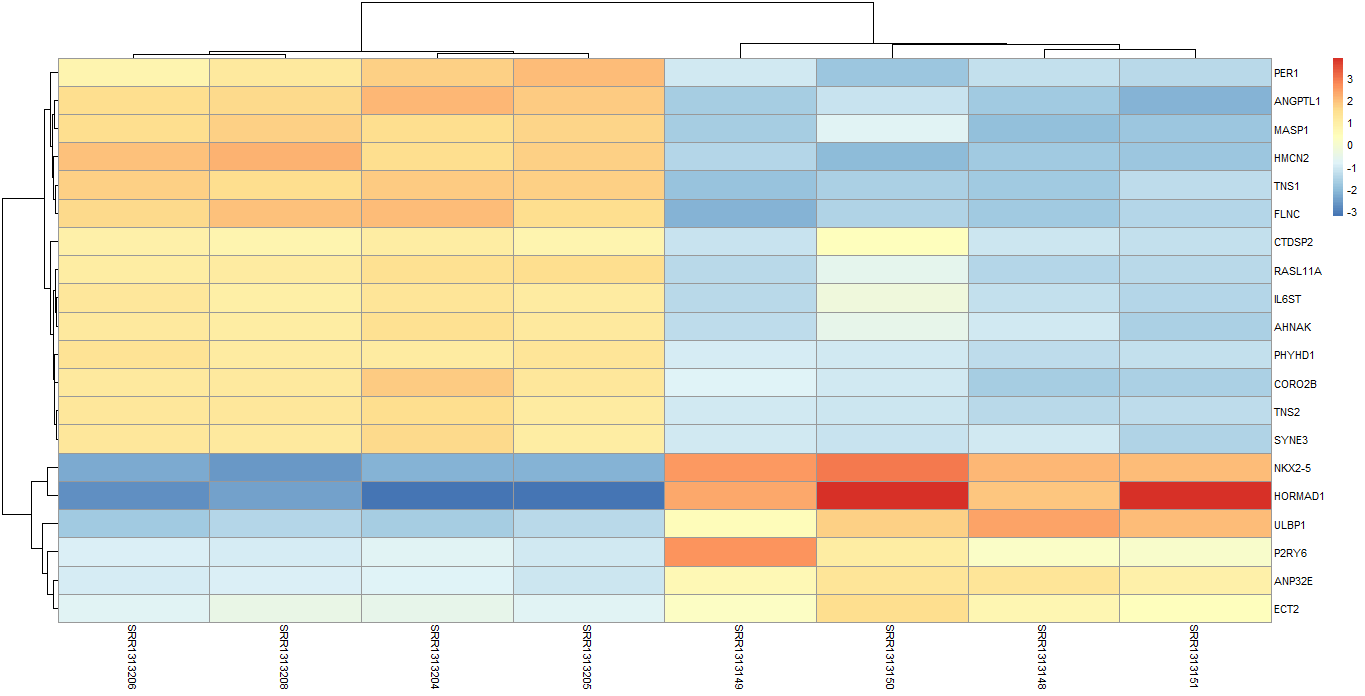 PER1
ANGPTL1
MASP1
HMCN2
TNS1
FLNC
CTDSP2
RASL11A
IL6ST
AHNAK
PHYHD1
CORO2B
TNS2
SYNE3
NKX2-5
HORMAD1
ULBP1
P2RY6
ANP32E
ECT2
3
2
1
0
-1
-2
-3
SRR1313206
SRR1313208
SRR1313204
SRR1313205
SRR1313149
SRR1313150
SRR1313148
SRR1313151